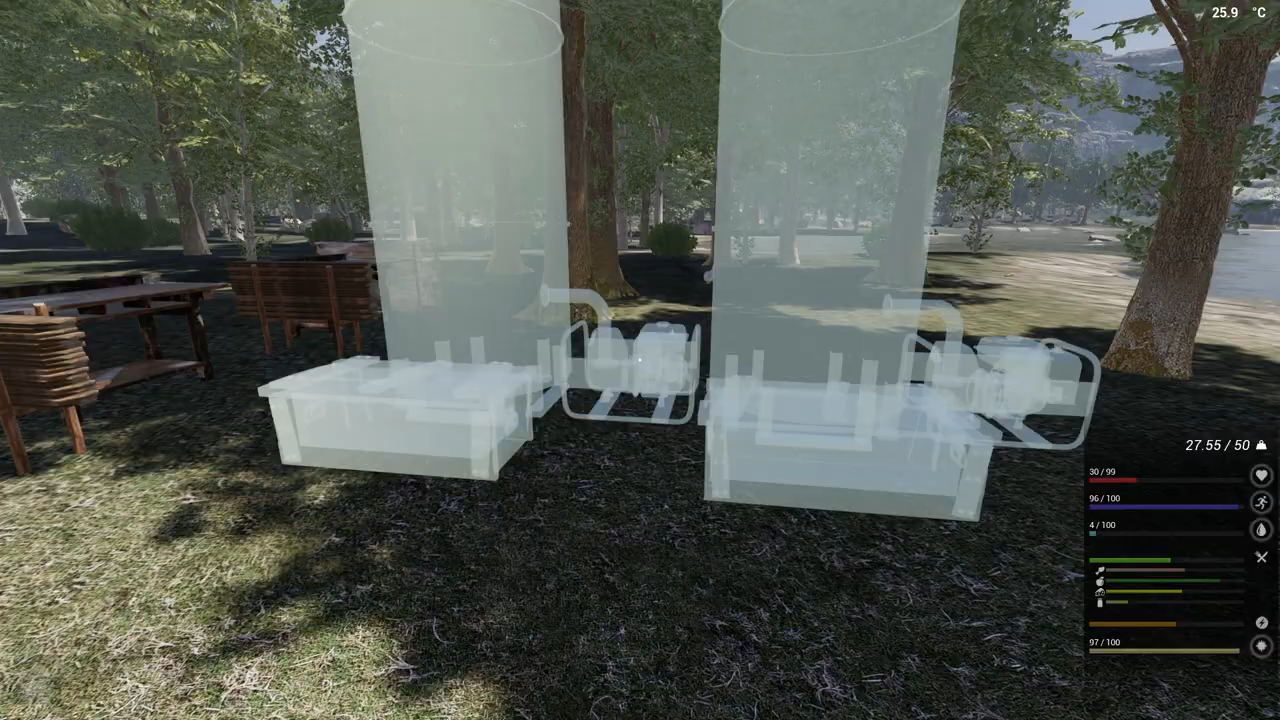 25.9 °C
27.55 / 50
30 / 99
96 / 100
4 / 100
97 / 100